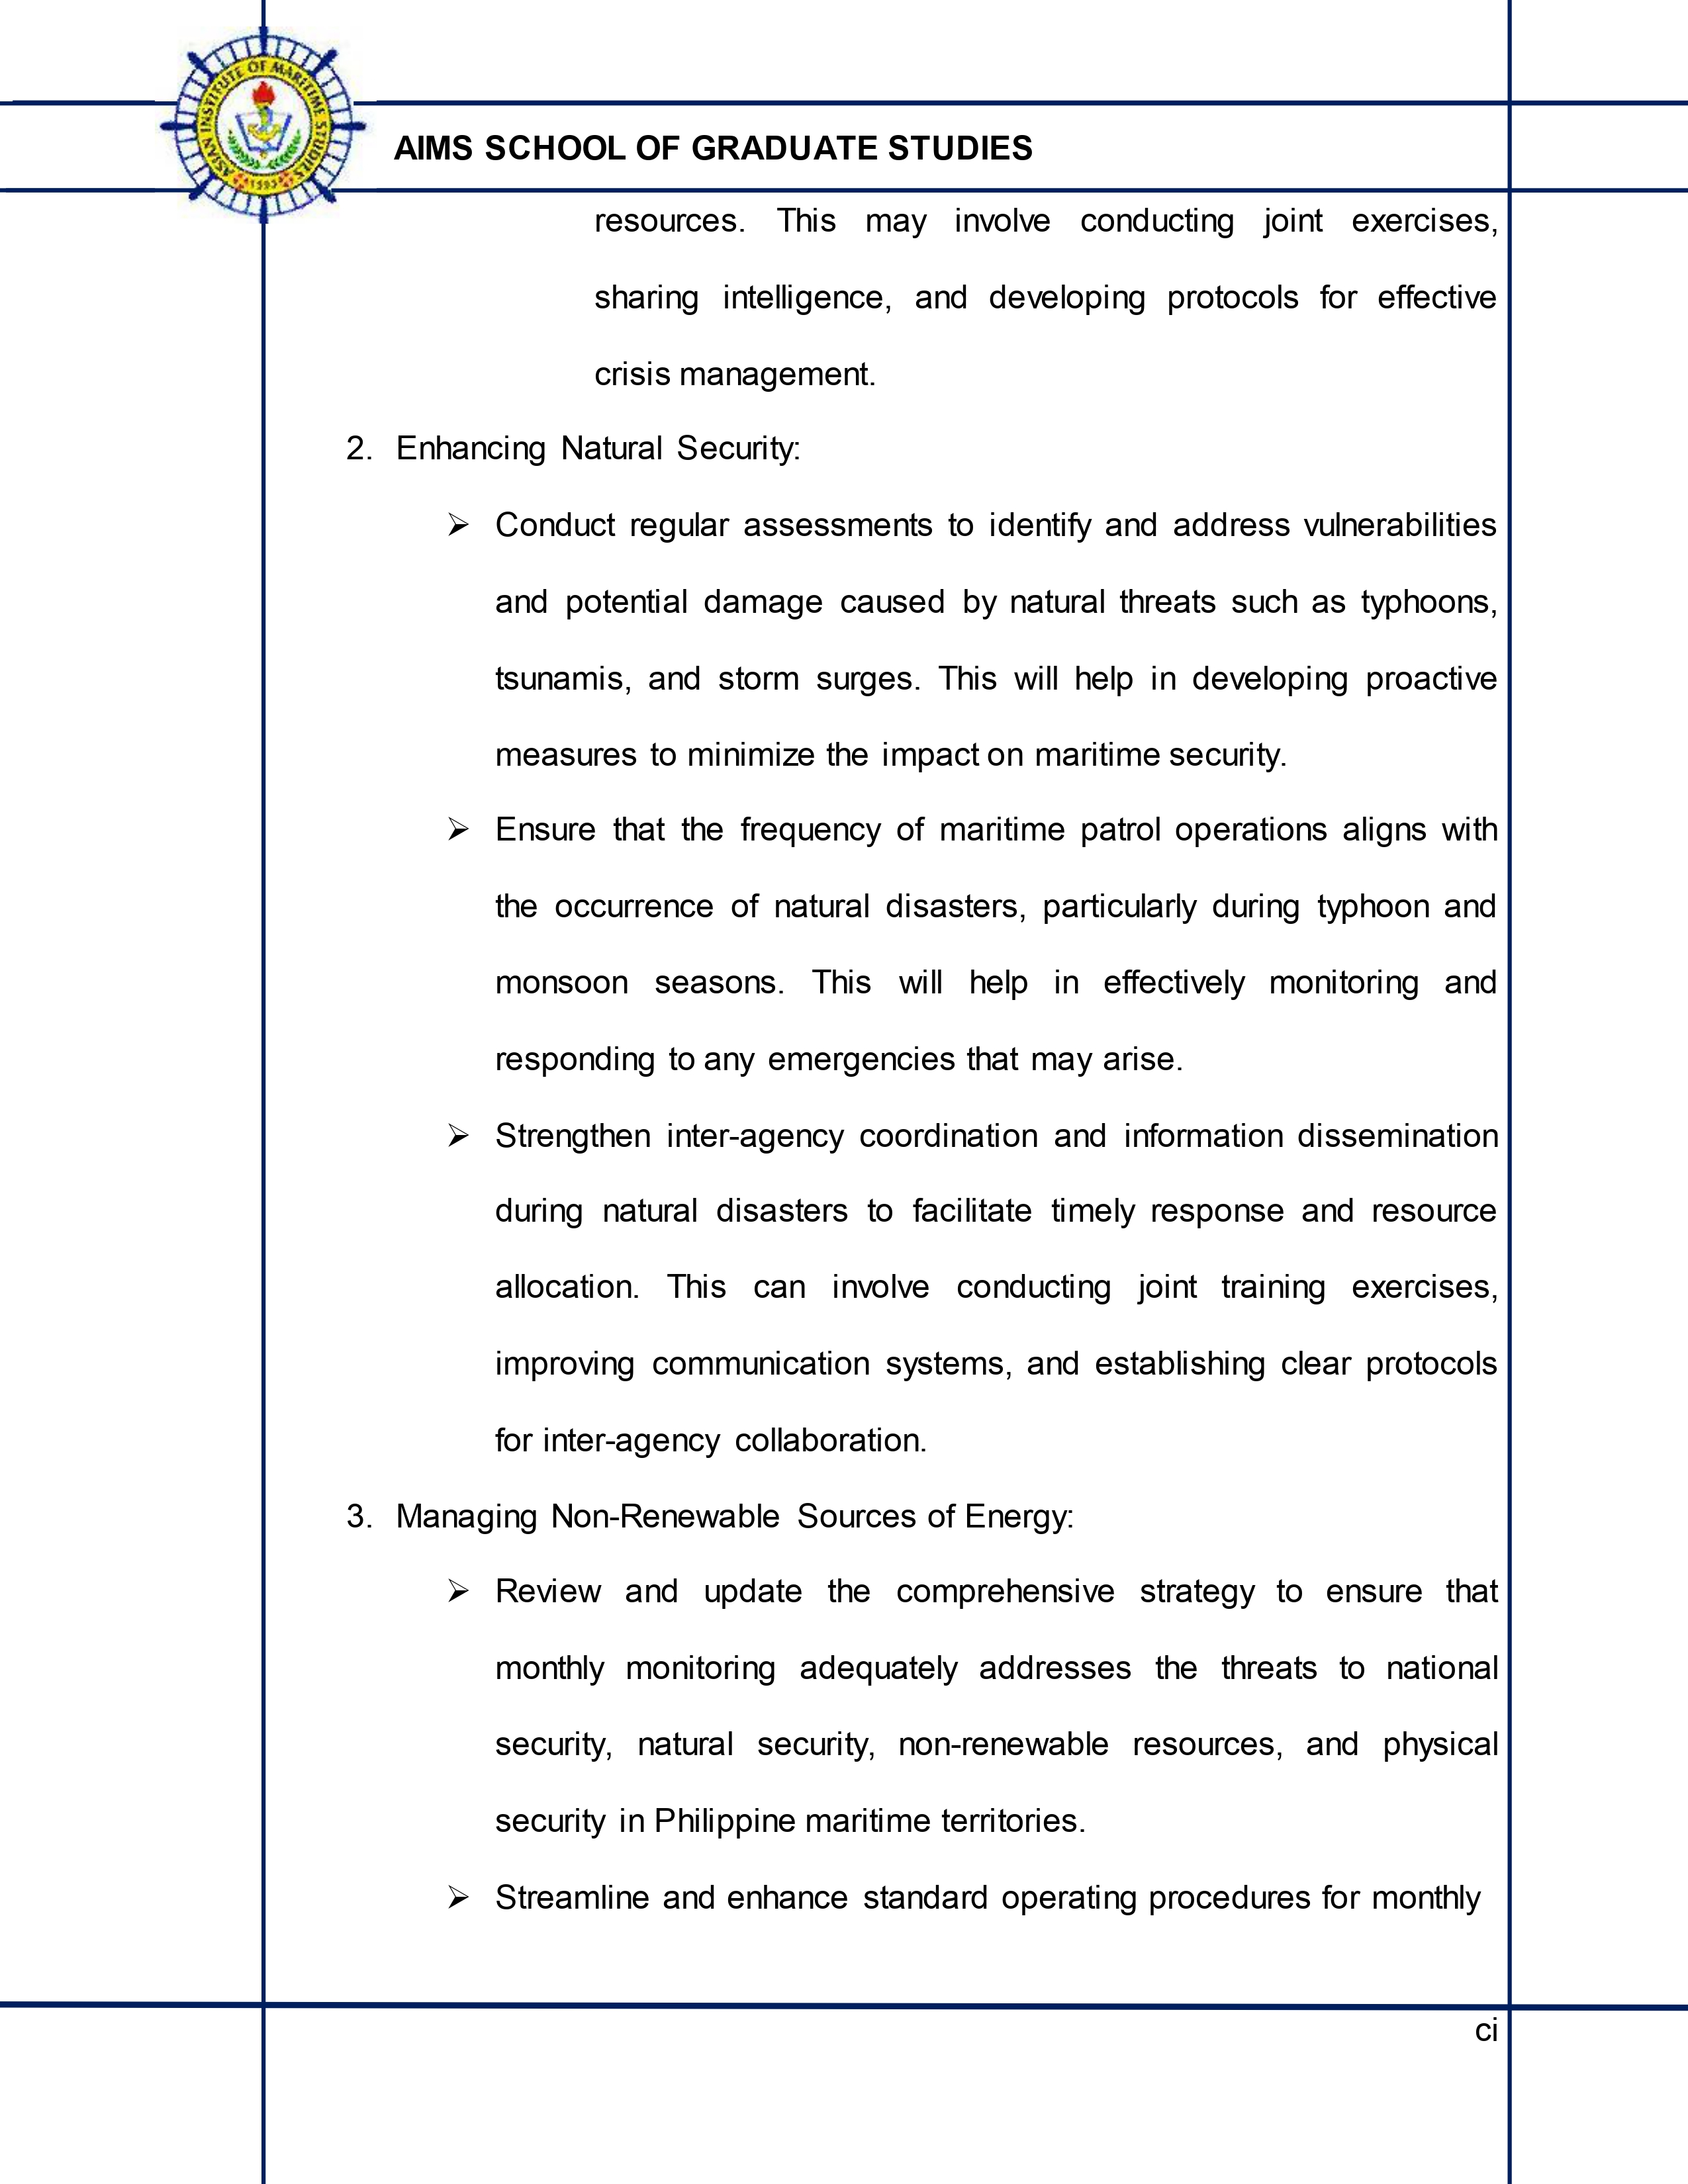 ASIAN INSTITUTE OF MARITIME STUDIES
1993
AIMS SCHOOL OF GRADUATE STUDIES
resources. This may involve conducting joint exercises,
sharing intelligence, and developing protocols for effective
crisis management.
2. Enhancing Natural Security:
➢ Conduct regular assessments to identify and address vulnerabilities
and potential damage caused by natural threats such as typhoons,
tsunamis, and storm surges. This will help in developing proactive
measures to minimize the impact on maritime security.
➢ Ensure that the frequency of maritime patrol operations aligns with
the occurrence of natural disasters, particularly during typhoon and
monsoon seasons. This will help in effectively monitoring and
responding to any emergencies that may arise.
➢ Strengthen inter-agency coordination and information dissemination
during natural disasters to facilitate timely response and resource
allocation. This can involve conducting joint training exercises,
improving communication systems, and establishing clear protocols
for inter-agency collaboration.
3. Managing Non-Renewable Sources of Energy:
➢ Review and update the comprehensive strategy to ensure that
monthly monitoring adequately addresses the threats to national
security, natural security, non-renewable resources, and physical
security in Philippine maritime territories.
➢ Streamline and enhance standard operating procedures for monthly
ci